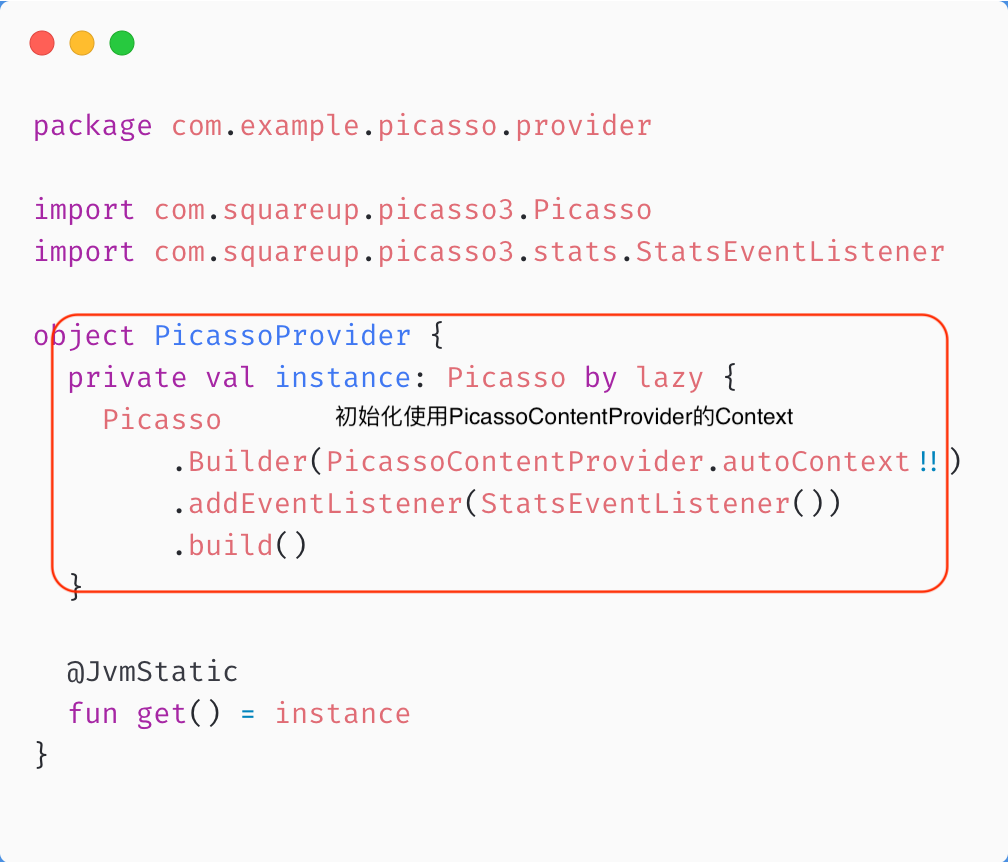 package com.example.picasso.provider
import com.squareup.picasso3.Picasso
import com.squareup.picasso3.stats.StatsEventListener
object PicassoProvider {
private val instance: Picasso by lazy {
Picasso
初始化使用PicassoContentProvider的Context
.Builder(PicassoContentProvider.autoContext!!)
.addEventListener(StatsEventListener())
.build()
}
@JvmStatic
fun get() = instance
}